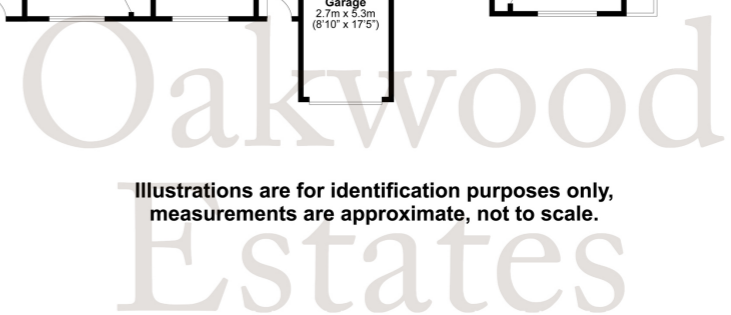 Garage
2.7m x 5.3m
(8'10" x 17'5")
Oakwood
Illustrations are for identification purposes only,
measurements are approximate, not to scale.
Estates